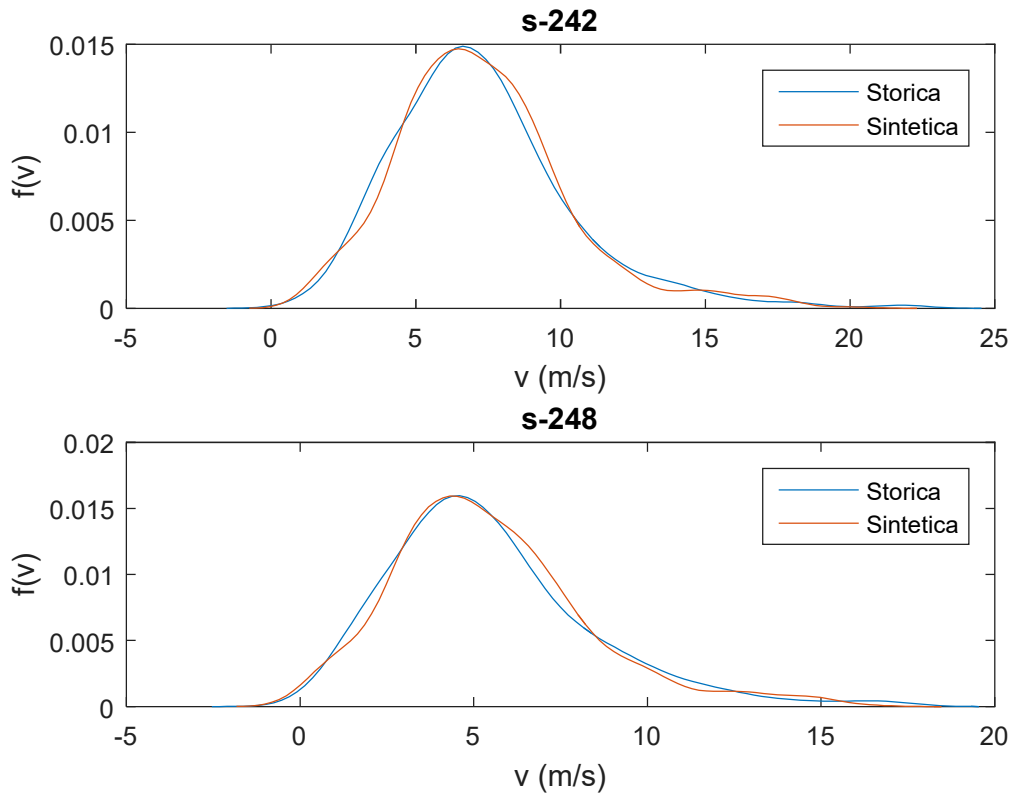 s-242
0.015
0.01
0.005
0
f(v)
Storica
Sintetica
-5 0 5 10 15 20 25
v (m/s)
s-248
0.02
0.015
0.01
0.005
0
f(v)
Storica
Sintetica
-5 0 5 10 15 20
v (m/s)